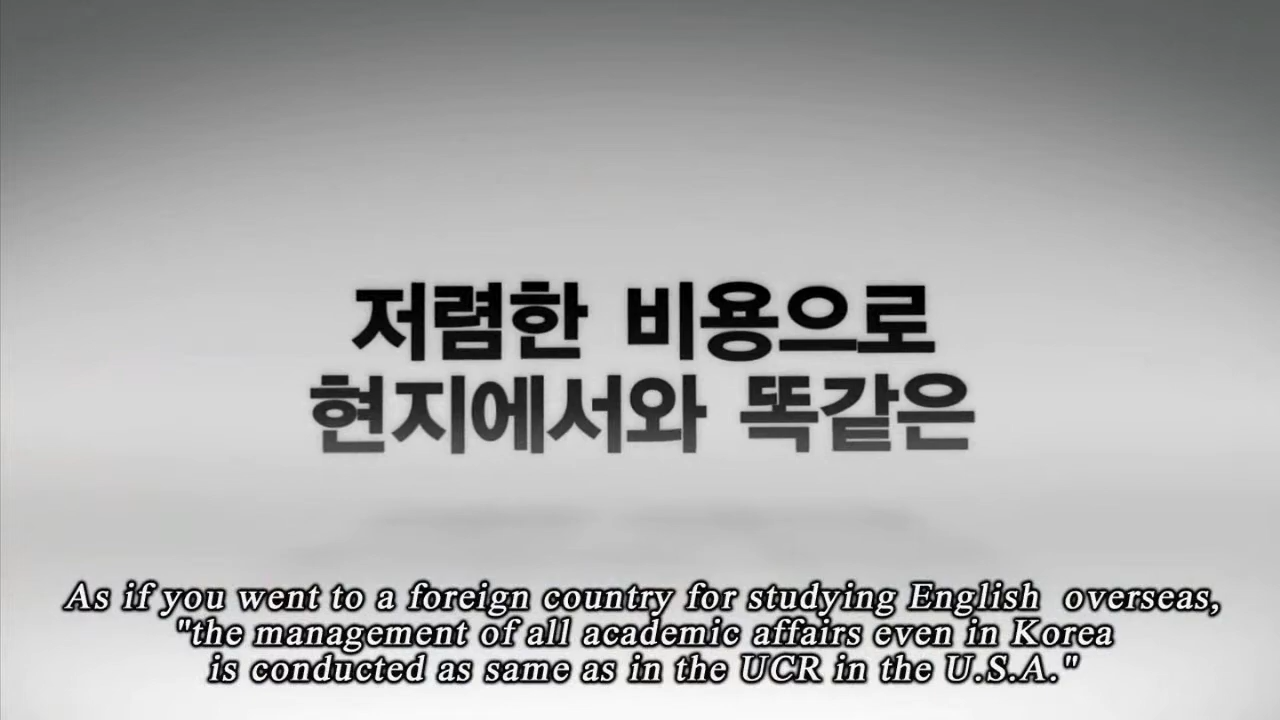 저렴한 비용으로
현지에서와 똑같은
As if you went to a foreign country for studying English overseas,
"the management of all academic affairs even in Korea
is conducted as same as in the UCR in the U.S.A."